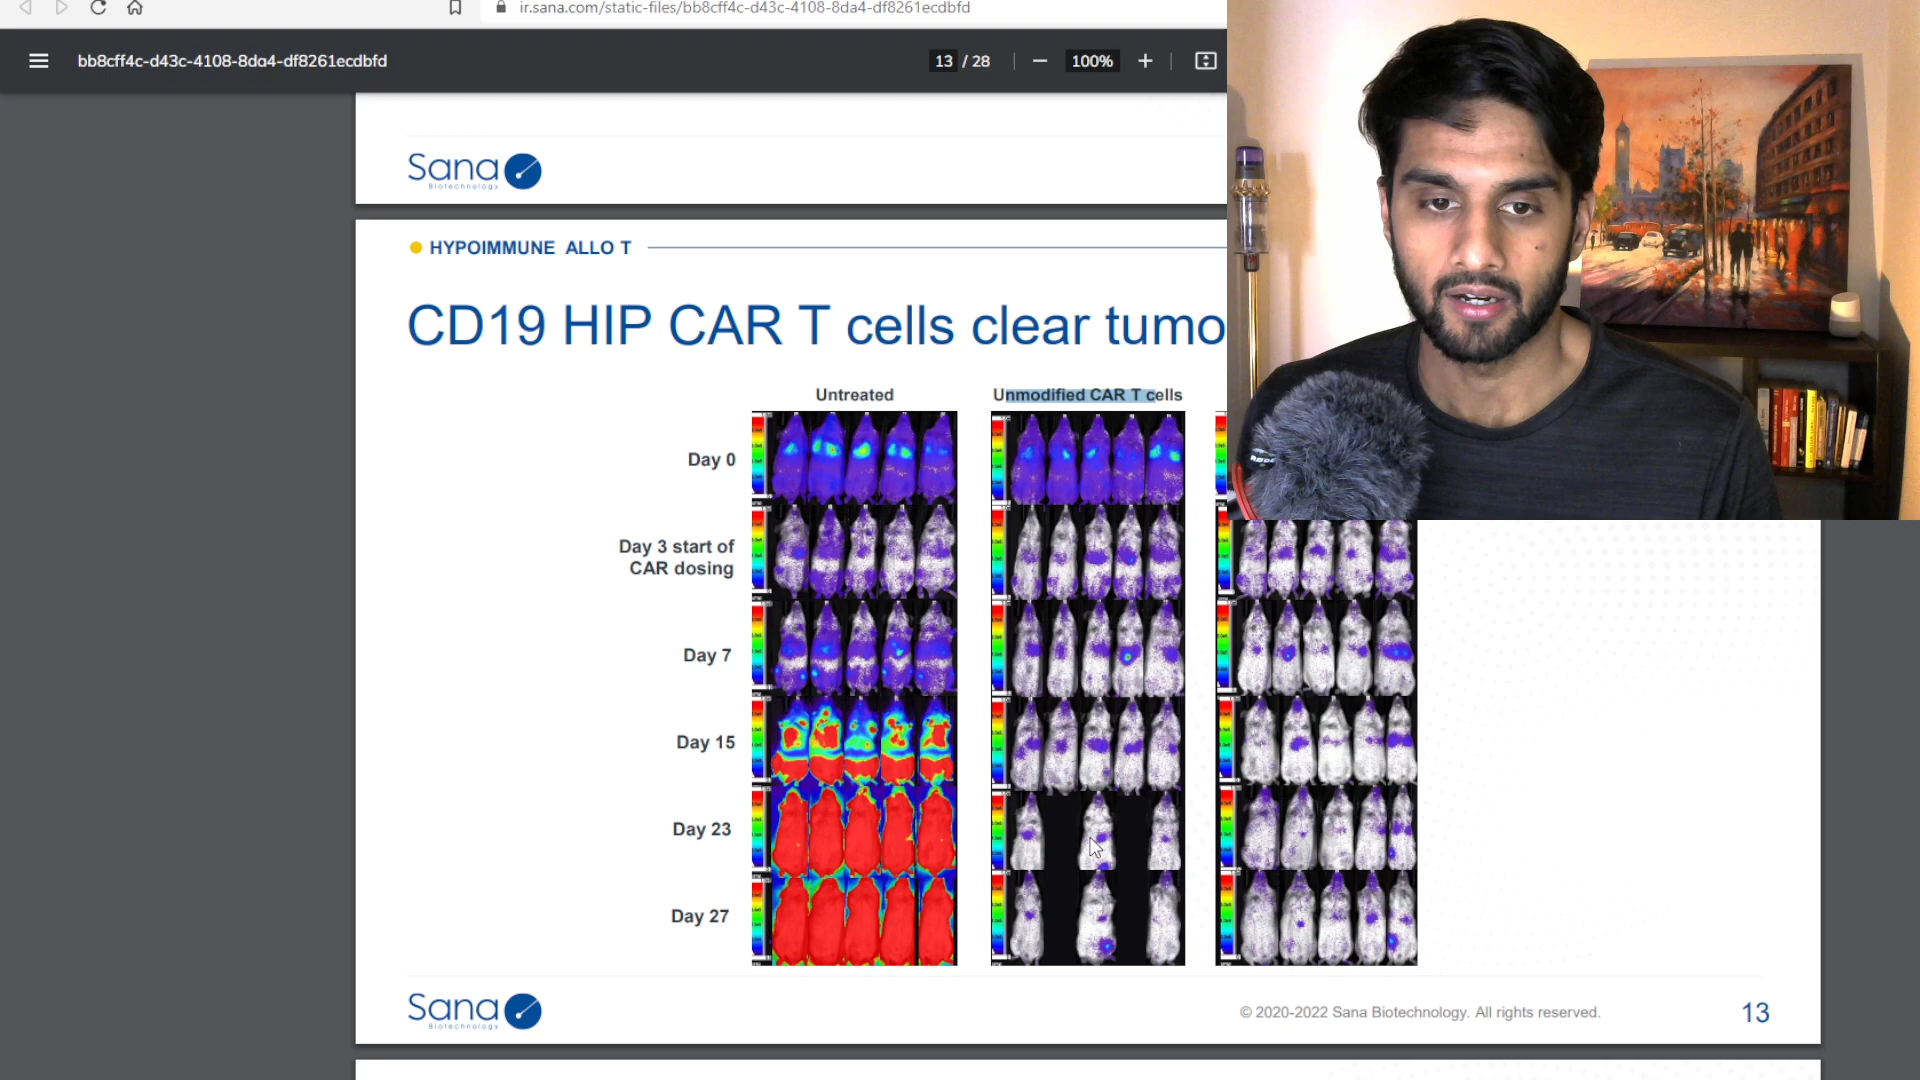 ir.sana.com/static-files/bb8cff4c-d43c-4108-8da4-df8261ecdbfd
bb8cff4c-d43c-4108-8da4-df8261ecdbfd
13 / 28
100%
Sana
Biotechnology
HYPOIMMUNE ALLO T
CD19 HIP CAR T cells clear tumo
Untreated
Unmodified CAR T cells
Day 0
Day 3 start of
CAR dosing
Day 7
Day 15
Day 23
Day 27
RODE
Sana
Biotechnology
© 2020-2022 Sana Biotechnology. All rights reserved.
13